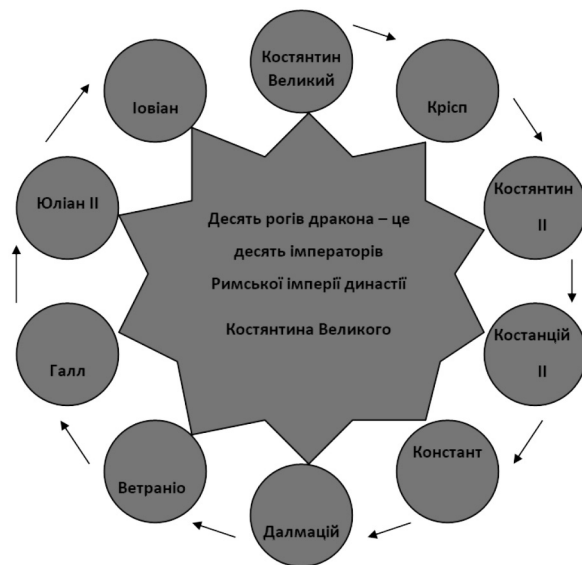 Костянтин
Великий
Крісп
Костянтин
ІІ
Костанцій
ІІ
Констант
Далмацій
Ветраніо
Галл
Юліан ІІ
Іовіан
Десять рогів дракона – це
десять імператорів
Римської імперії династії
Костянтина Великого